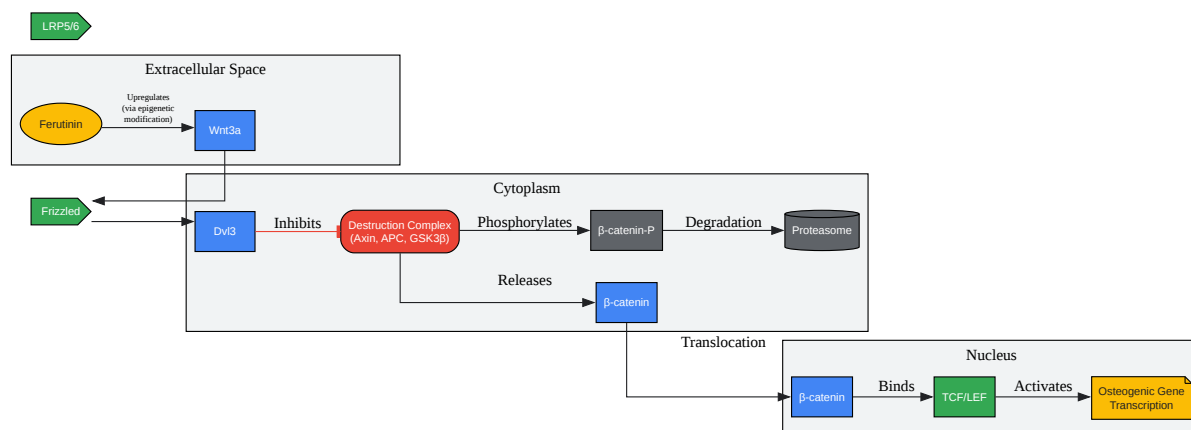 LRP5/6
Extracellular Space
Upregulates
(via epigenetic
modification)
Ferutinin
Wnt3a
Frizzled
Cytoplasm
Dvl3
Inhibits
Destruction Complex
(Axin, APC, GSK3β)
Phosphorylates
β-catenin-P
Degradation
Proteasome
Releases
β-catenin
Translocation
Nucleus
β-catenin
Binds
TCF/LEF
Activates
Osteogenic Gene
Transcription